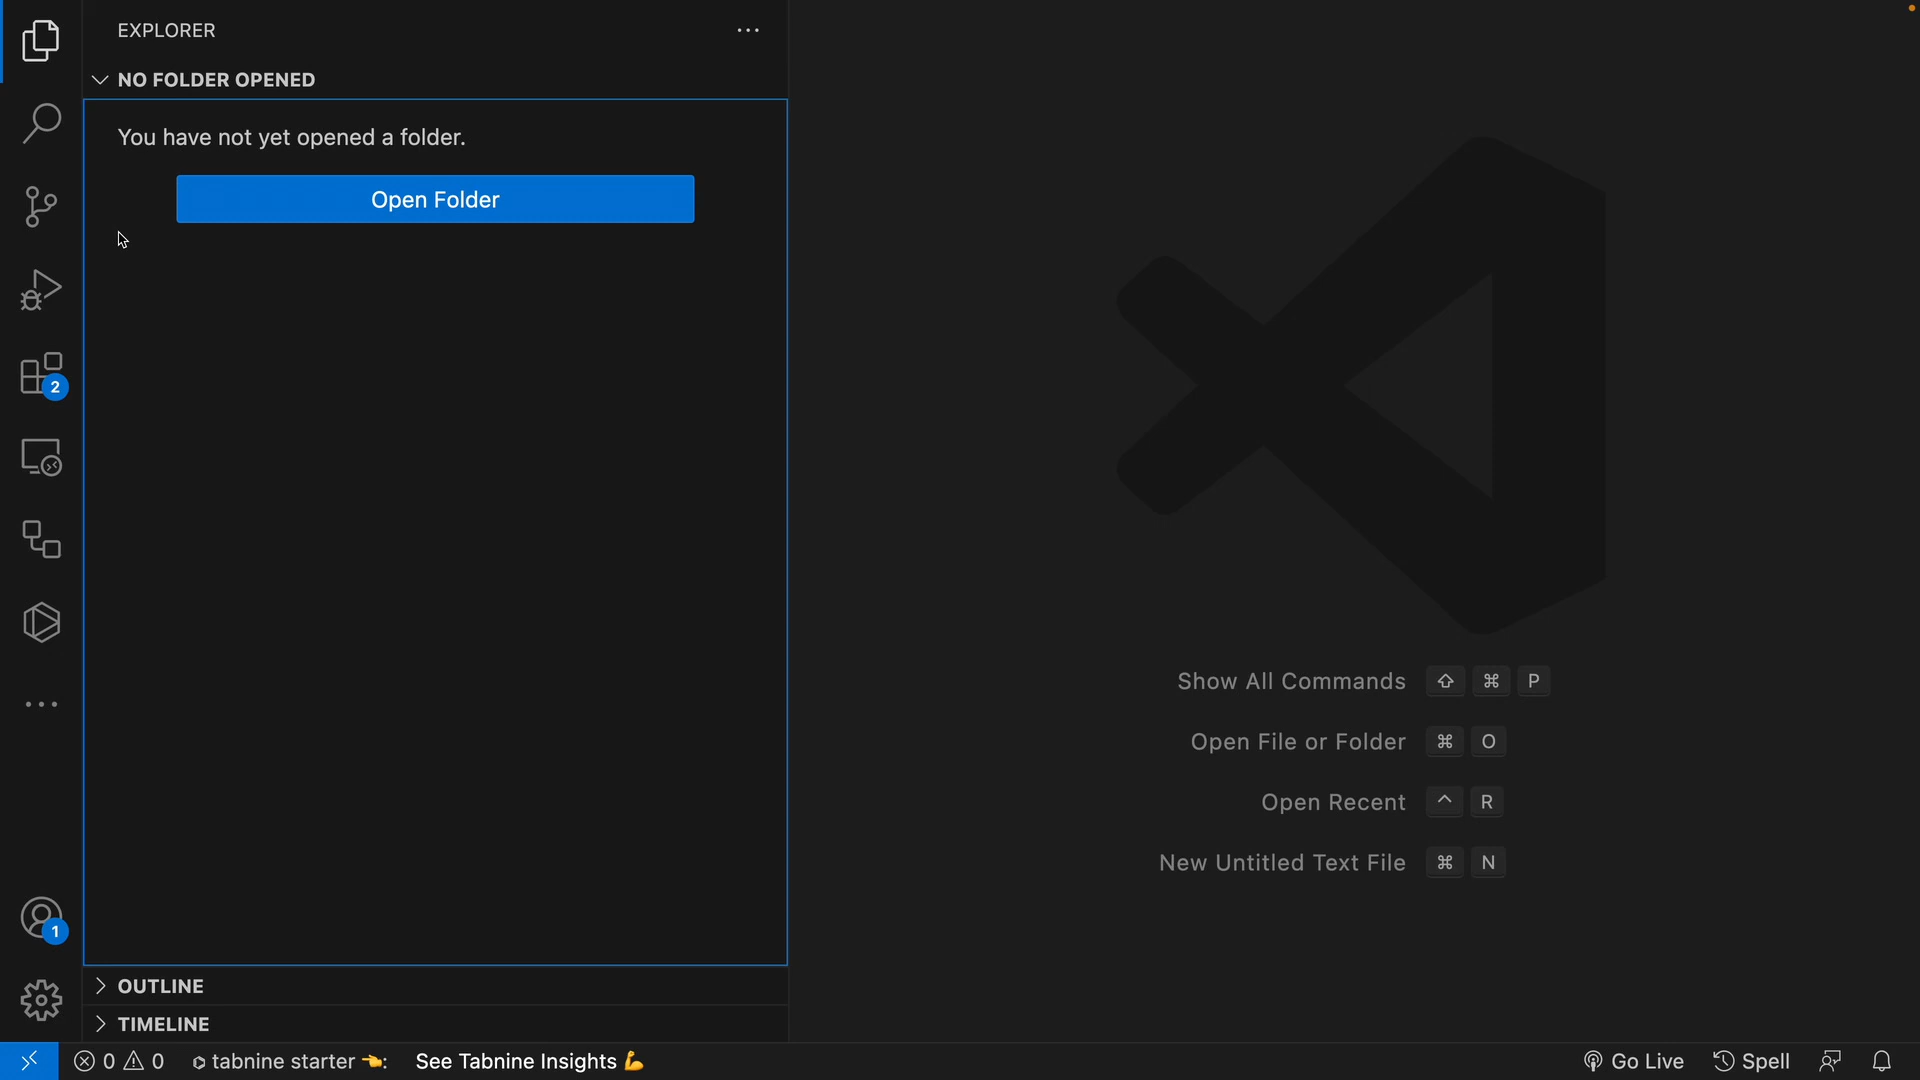 EXPLORER
NO FOLDER OPENED
You have not yet opened a folder.
Open Folder
2
1
OUTLINE
TIMELINE
Show All Commands ⇧ ⌘ P
Open File or Folder ⌘ O
Open Recent ^ R
New Untitled Text File ⌘ N
0 0 tabnine starter 👈: See Tabnine Insights 💪 Go Live Spell